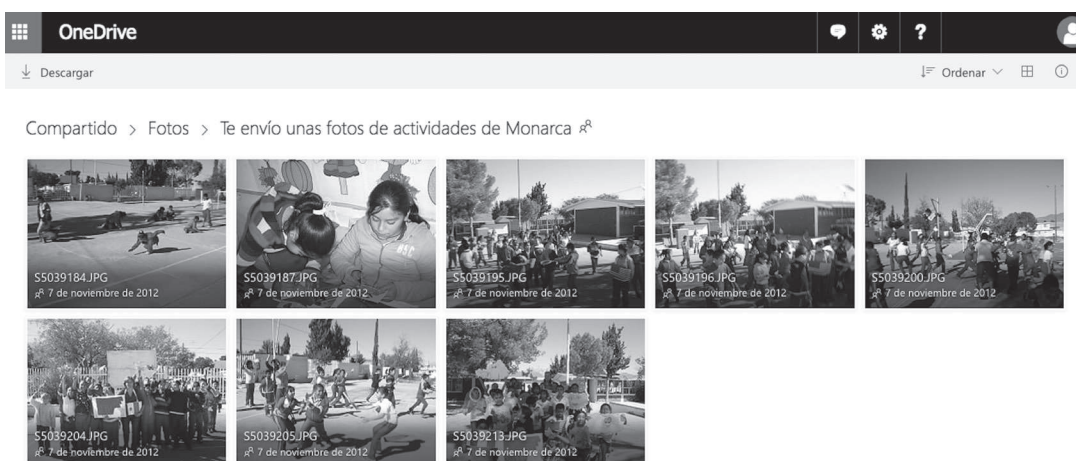 OneDrive
?
Descargar
Ordenar
Compartido > Fotos > Te envío unas fotos de actividades de Monarca
S5039184.JPG
7 de noviembre de 2012
S5039187.JPG
7 de noviembre de 2012
S5039195.JPG
7 de noviembre de 2012
S5039196.JPG
7 de noviembre de 2012
S5039200.JPG
7 de noviembre de 2012
S5039204.JPG
7 de noviembre de 2012
S5039205.JPG
7 de noviembre de 2012
S5039213.JPG
7 de noviembre de 2012